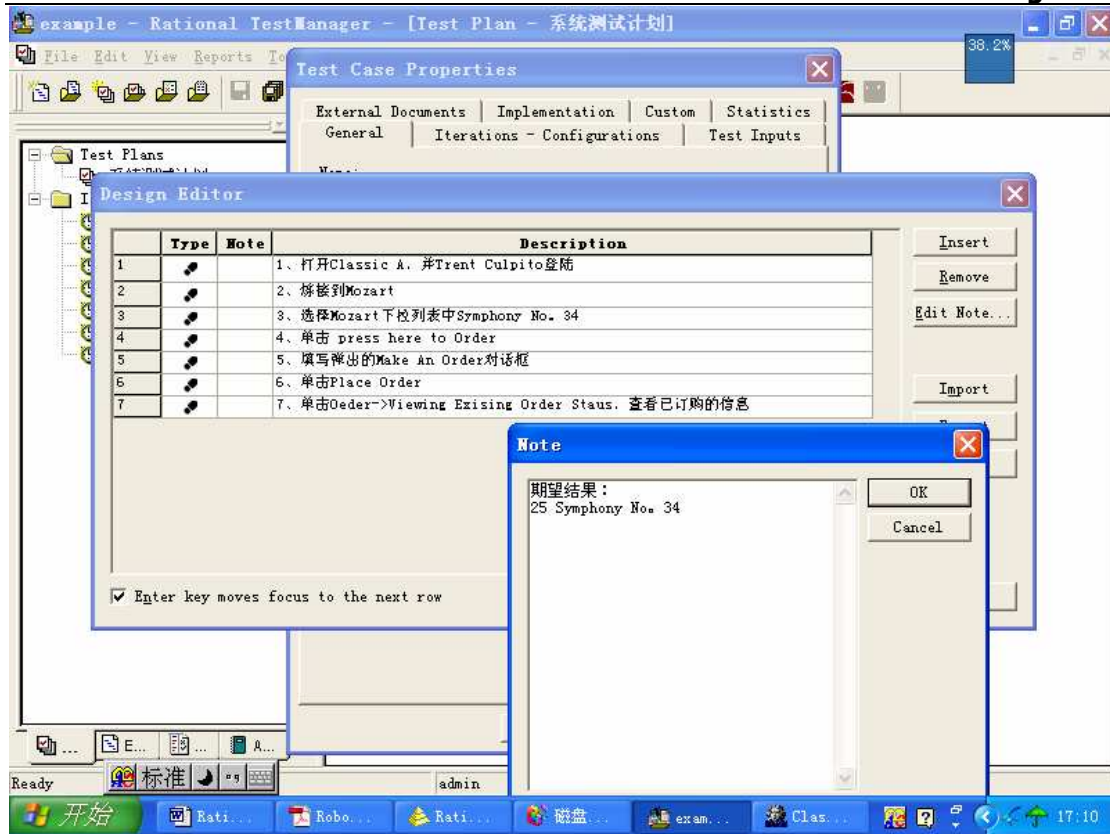 example - Rational TestManager - [Test Plan - 系统测试计划]
38.2%
File Edit View Reports To
Test Case Properties
External Documents Implementation Custom Statistics
General Iterations - Configurations Test Inputs
Test Plans
Name:
Design Editor
Type Note Description
1 1、打开Classic A. 并Trent Culpito登陆
2 2、炼接到Mozart
3 3、选择Mozart下拉列表中Symphony No. 34
4 4、单击 press here to Order
5 5、填写弹出的Make An Order对话框
6 6、单击Place Order
7 7、单击Oeder->Viewing Exising Order Staus. 查看已订购的信息
Insert
Remove
Edit Note...
Import
Note
期望结果：
25 Symphony No. 34
OK
Cancel
Enter key moves focus to the next row
... E... ... A...
Ready
标准
admin
开始 Rati... Robo... Rati... 磁盘... exam... Clas... 17:10